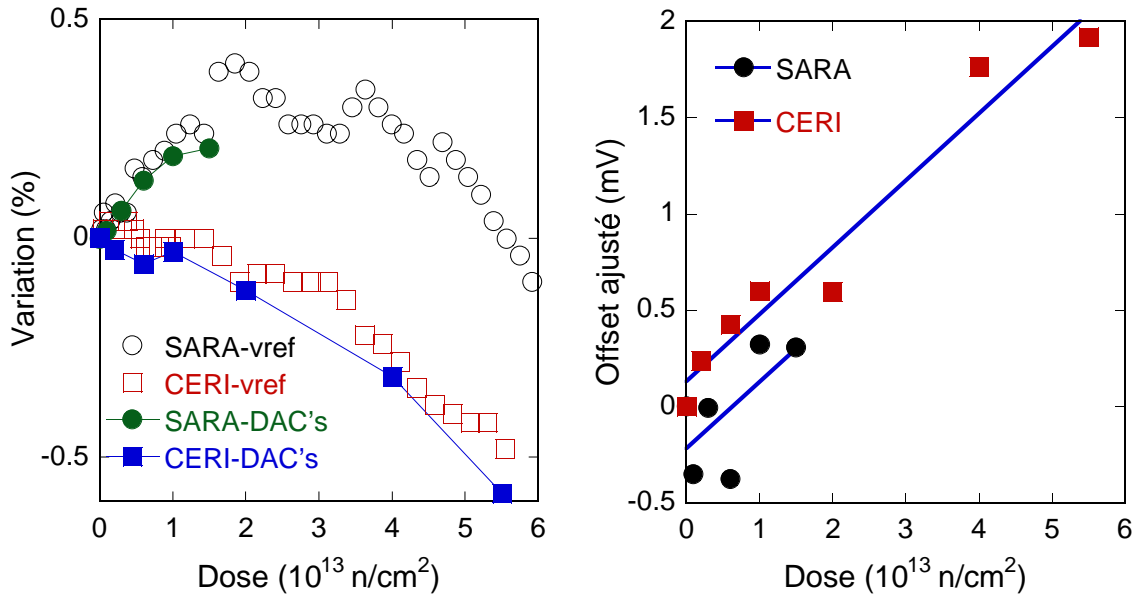 0.5
0
-0.5
Variation (%)
SARA-vref
CERI-vref
SARA-DAC's
CERI-DAC's
0 1 2 3 4 5 6
Dose (10¹³ n/cm²)
2
1.5
1
0.5
0
-0.5
Offset ajusté (mV)
SARA
CERI
0 1 2 3 4 5 6
Dose (10¹³ n/cm²)